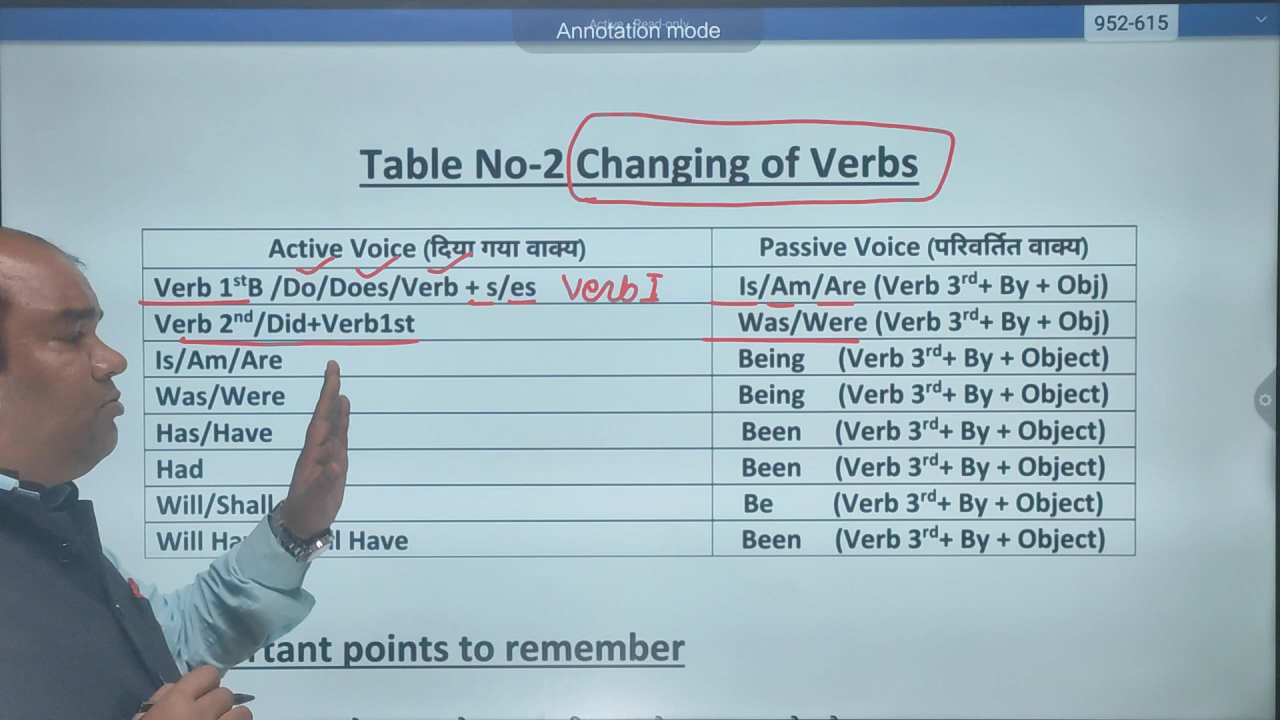 Annotation mode
952-615
Table No-2 Changing of Verbs
Active Voice (दिया गया वाक्य) Passive Voice (परिवर्तित वाक्य)
Verb 1stB /Do/Does/Verb + s/es Verb I Is/Am/Are (Verb 3rd+ By + Obj)
Verb 2nd/Did+Verb1st Was/Were (Verb 3rd+ By + Obj)
Is/Am/Are Being (Verb 3rd+ By + Object)
Was/Were Being (Verb 3rd+ By + Object)
Has/Have Been (Verb 3rd+ By + Object)
Had Been (Verb 3rd+ By + Object)
Will/Shall Be (Verb 3rd+ By + Object)
Will Have Been (Verb 3rd+ By + Object)
points to remember